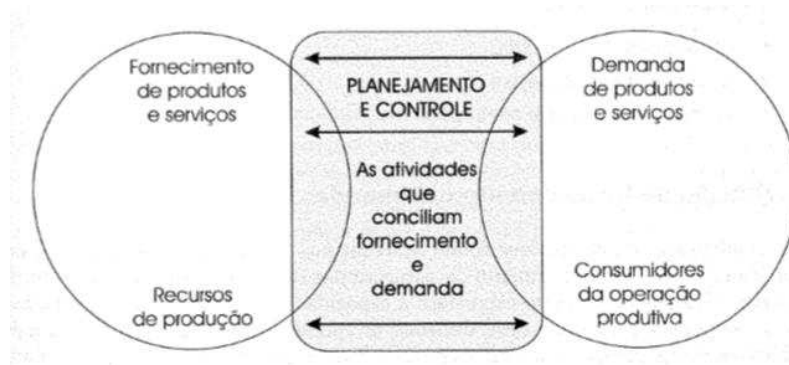 Fornecimento
de produtos
e serviços
Recursos
de produção
PLANEJAMENTO
E CONTROLE
As atividades
que
conciliam
fornecimento
e
demanda
Demanda
de produtos
e serviços
Consumidores
da operação
produtiva